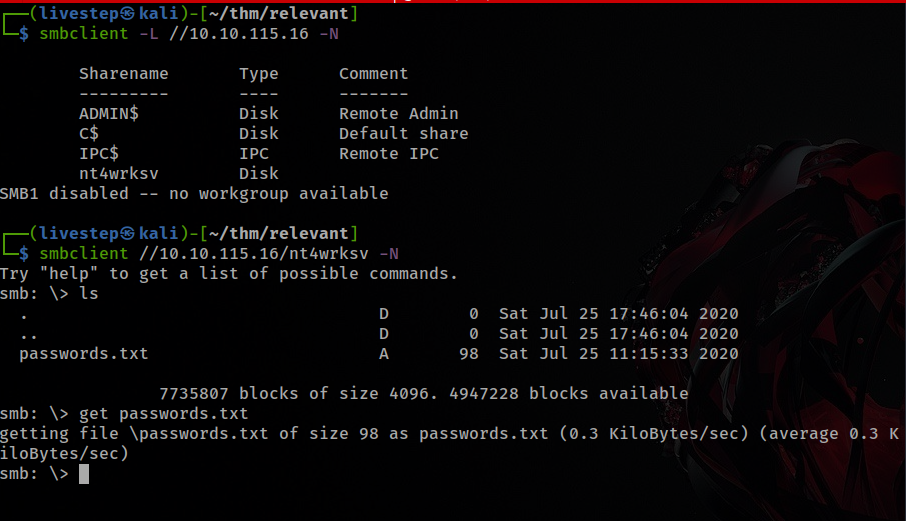 ┌──(livestep㉿kali)-[~/thm/relevant]
└─$ smbclient -L //10.10.115.16 -N

        Sharename       Type      Comment
        ---------       ----      -------
        ADMIN$          Disk      Remote Admin
        C$              Disk      Default share
        IPC$            IPC       Remote IPC
        nt4wrksv        Disk
SMB1 disabled -- no workgroup available

┌──(livestep㉿kali)-[~/thm/relevant]
└─$ smbclient //10.10.115.16/nt4wrksv -N
Try "help" to get a list of possible commands.
smb: \> ls
  .                                   D        0  Sat Jul 25 17:46:04 2020
  ..                                  D        0  Sat Jul 25 17:46:04 2020
  passwords.txt                       A       98  Sat Jul 25 11:15:33 2020

                7735807 blocks of size 4096. 4947228 blocks available
smb: \> get passwords.txt
getting file \passwords.txt of size 98 as passwords.txt (0.3 KiloBytes/sec) (average 0.3 K
iloBytes/sec)
smb: \>